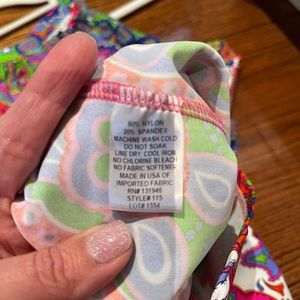 80% NYLON
20% SPANDEX
MACHINE WASH COLD
DO NOT SOAK
LINE DRY, COOL IRON
NO CHLORINE BLEACH
NO FABRIC SOFTENER
MADE IN USA OF
IMPORTED FABRIC
RN# 131946
STYLE# 115
LOT# 1554